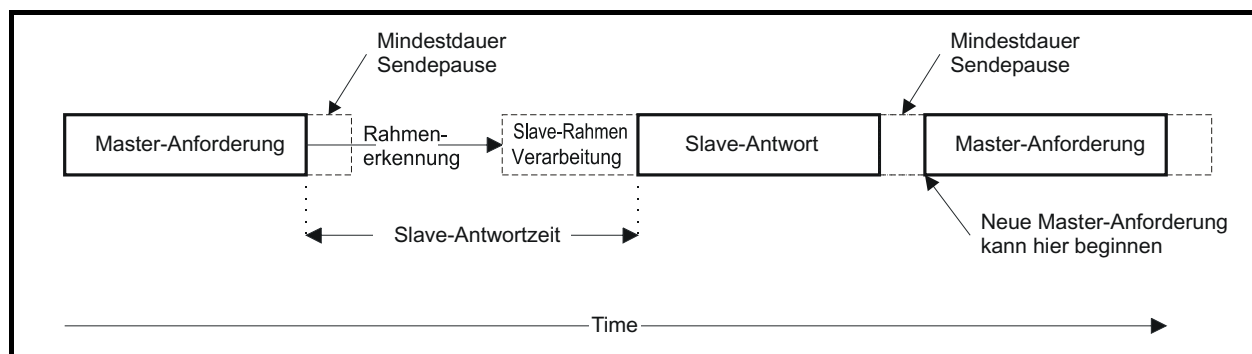 Mindestdauer
Sendepause
Mindestdauer
Sendepause
Master-Anforderung
Rahmen-
erkennung
Slave-Rahmen
Verarbeitung
Slave-Antwort
Master-Anforderung
Slave-Antwortzeit
Neue Master-Anforderung
kann hier beginnen
Time